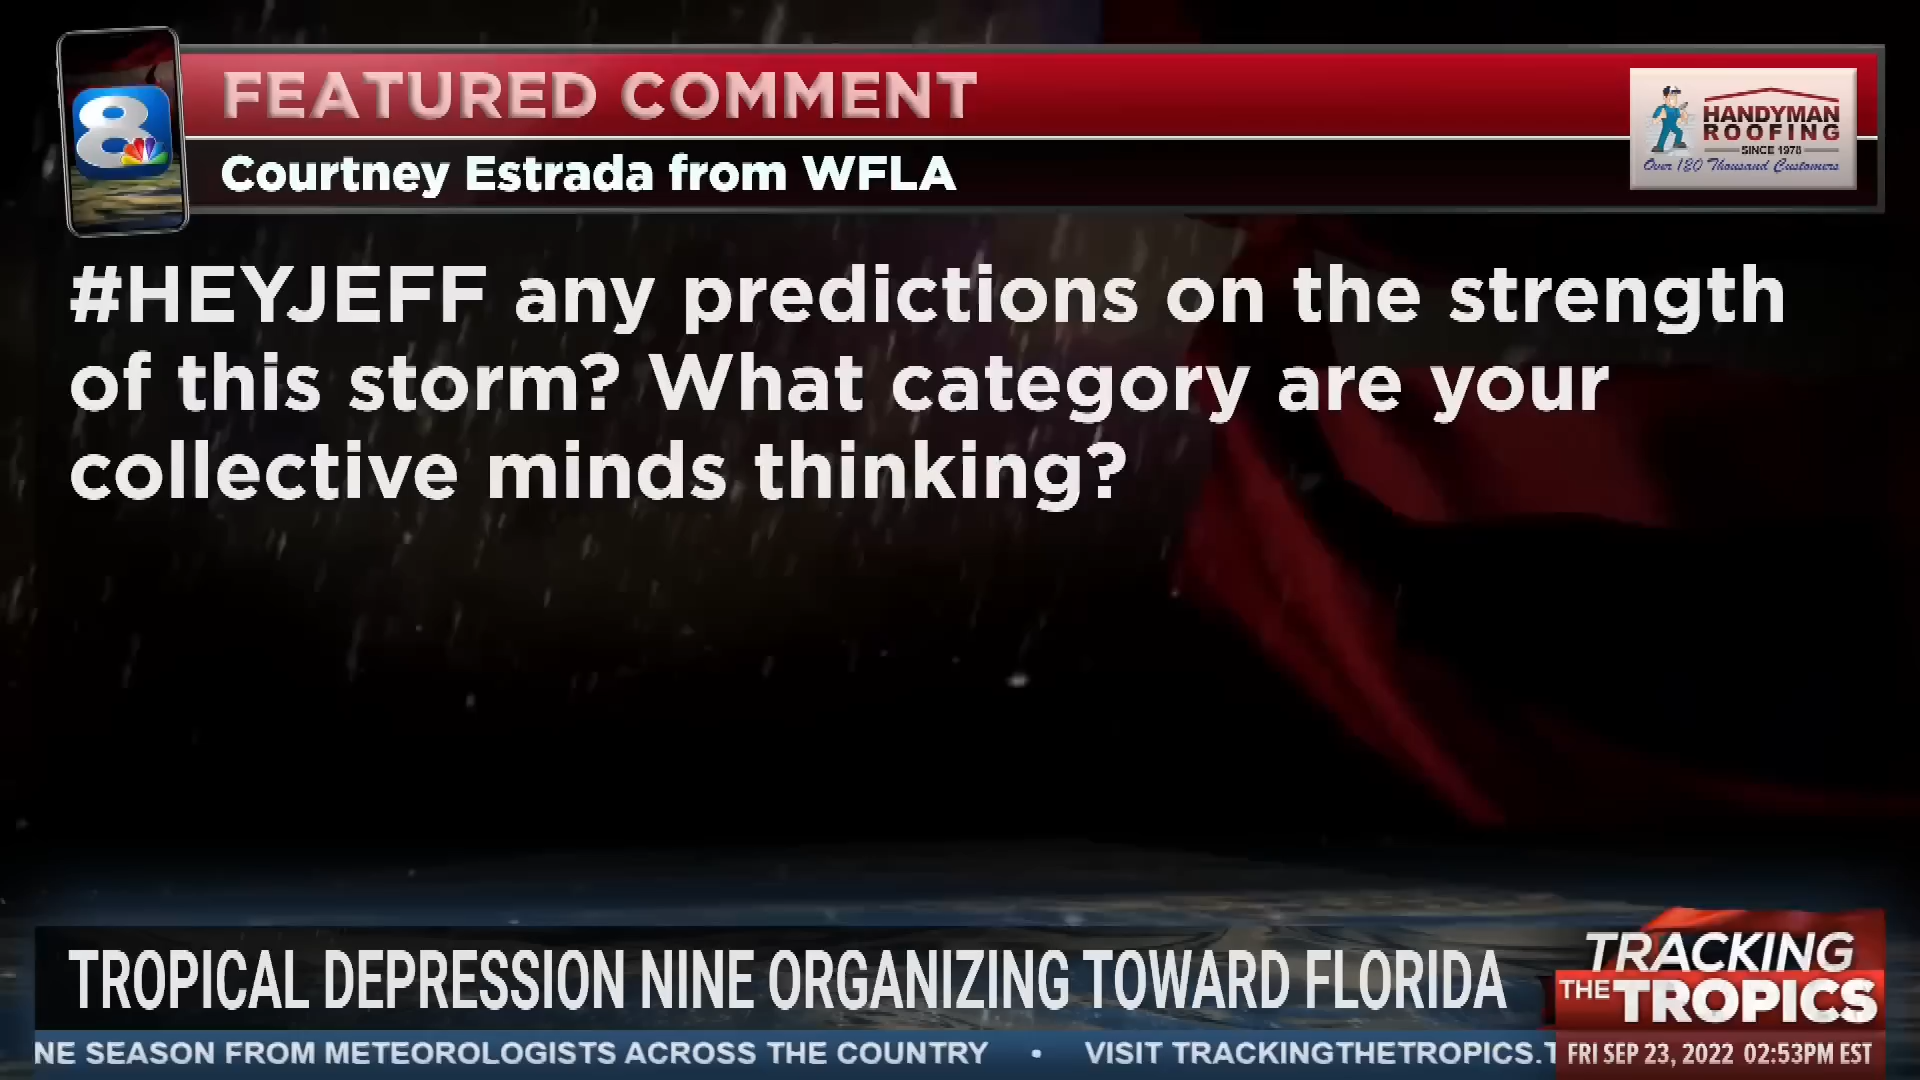 FEATURED COMMENT
8
Courtney Estrada from WFLA
HANDYMAN
ROOFING
SINCE 1978
Over 120 Thousand Customers
#HEYJEFF any predictions on the strength
of this storm? What category are your
collective minds thinking?
TROPICAL DEPRESSION NINE ORGANIZING TOWARD FLORIDA
TRACKING
THE TROPICS
NE SEASON FROM METEOROLOGISTS ACROSS THE COUNTRY • VISIT TRACKINGTHETROPICS.T
FRI SEP 23, 2022 02:53PM EST